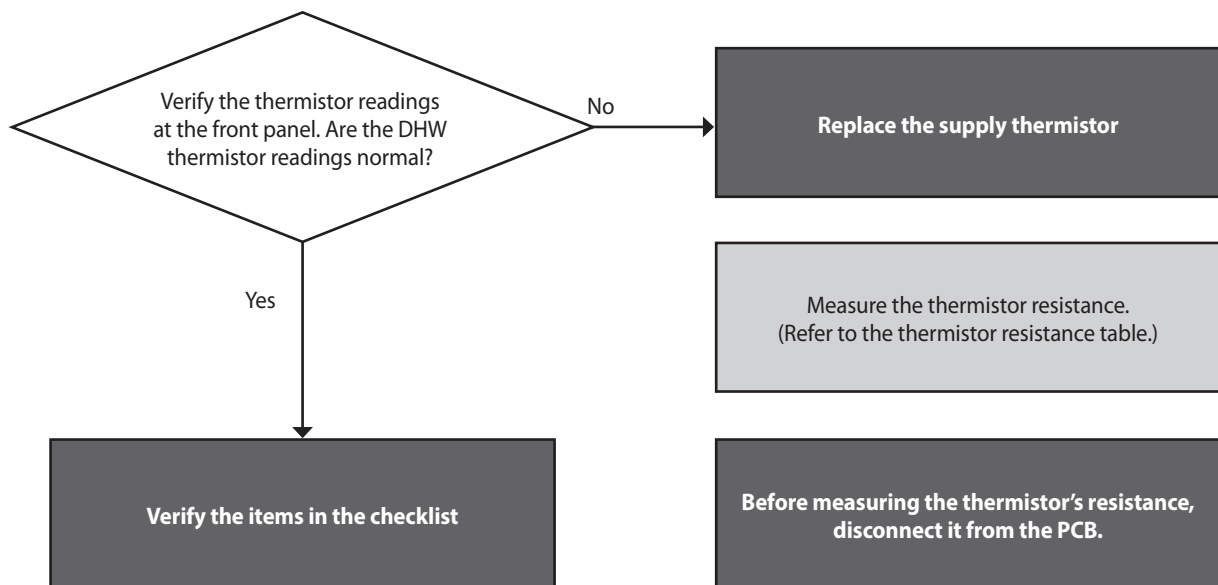 Verify the thermistor readings
at the front panel. Are the DHW
thermistor readings normal?
No
Replace the supply thermistor
Yes
Measure the thermistor resistance.
(Refer to the thermistor resistance table.)
Verify the items in the checklist
Before measuring the thermistor’s resistance,
disconnect it from the PCB.